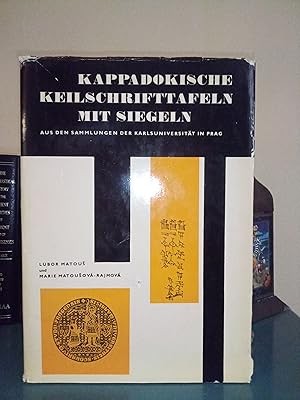 KAPPADOKISCHE
KEILSCHRIFTTAFELN
MIT SIEGELN
AUS DEN SAMMLUNGEN DER KARLSUNIVERSITÄT IN PRAG
LUBOR MATOUŠ
und
MARIE MATOUŠOVÁ-RAJMOVÁ